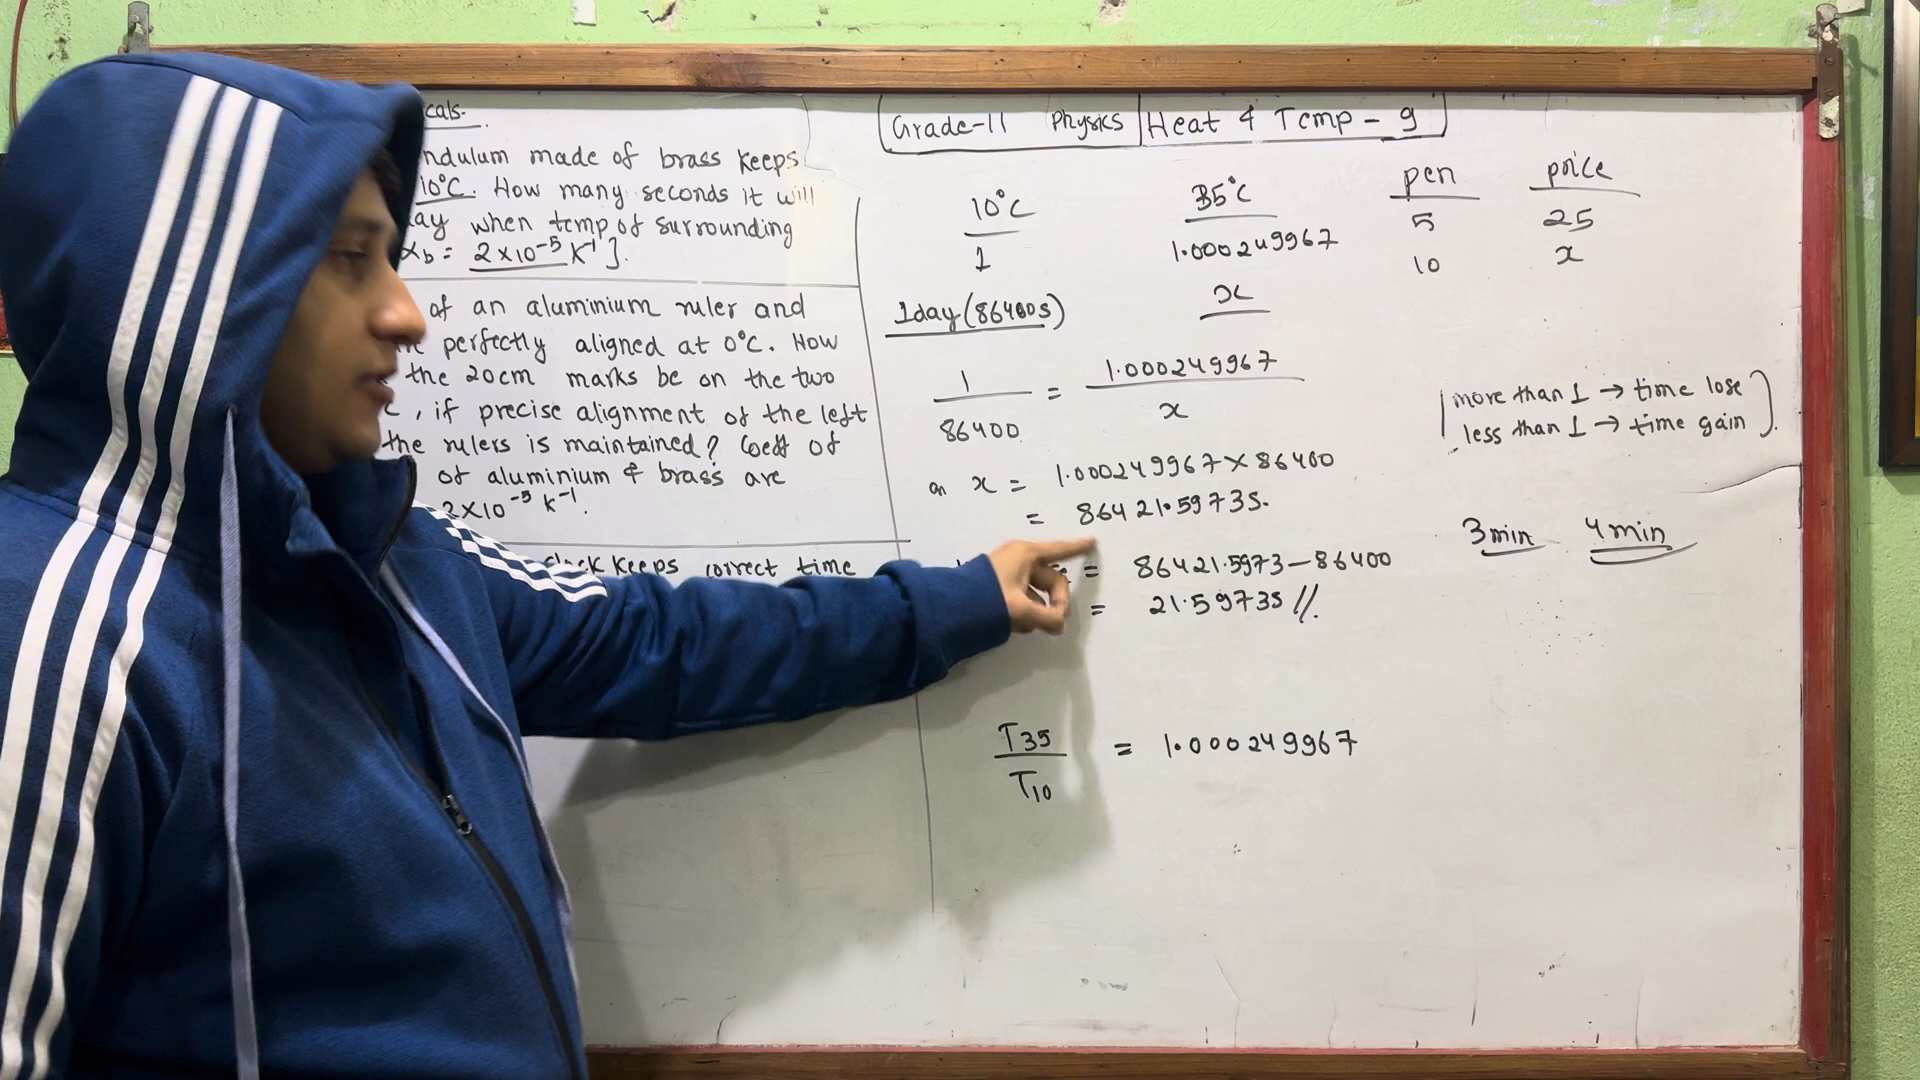 cals.
ndulum made of brass keeps
10°C. How many seconds it will
ay when temp of surrounding
αb = 2×10⁻⁵ K⁻¹].
of an aluminium ruler and
perfectly aligned at 0°C. How
the 20cm marks be on the two
, if precise alignment of the left
the rulers is maintained? Coeff of
of aluminium & brass are
2×10⁻⁵ K⁻¹.
clock keeps correct time
Grade-11 Physics | Heat & Temp - 9
10°C 35°C pen price
1 1.000249967 5 25
10 x
1day(86400s) x
1/86400 = 1.000249967/x
more than 1 → time lose
less than 1 → time gain
or x = 1.000249967 × 86400
= 86421.5973s.
3min 4min
= 86421.5973 - 86400
= 21.5973s //.
T35/T10 = 1.000249967